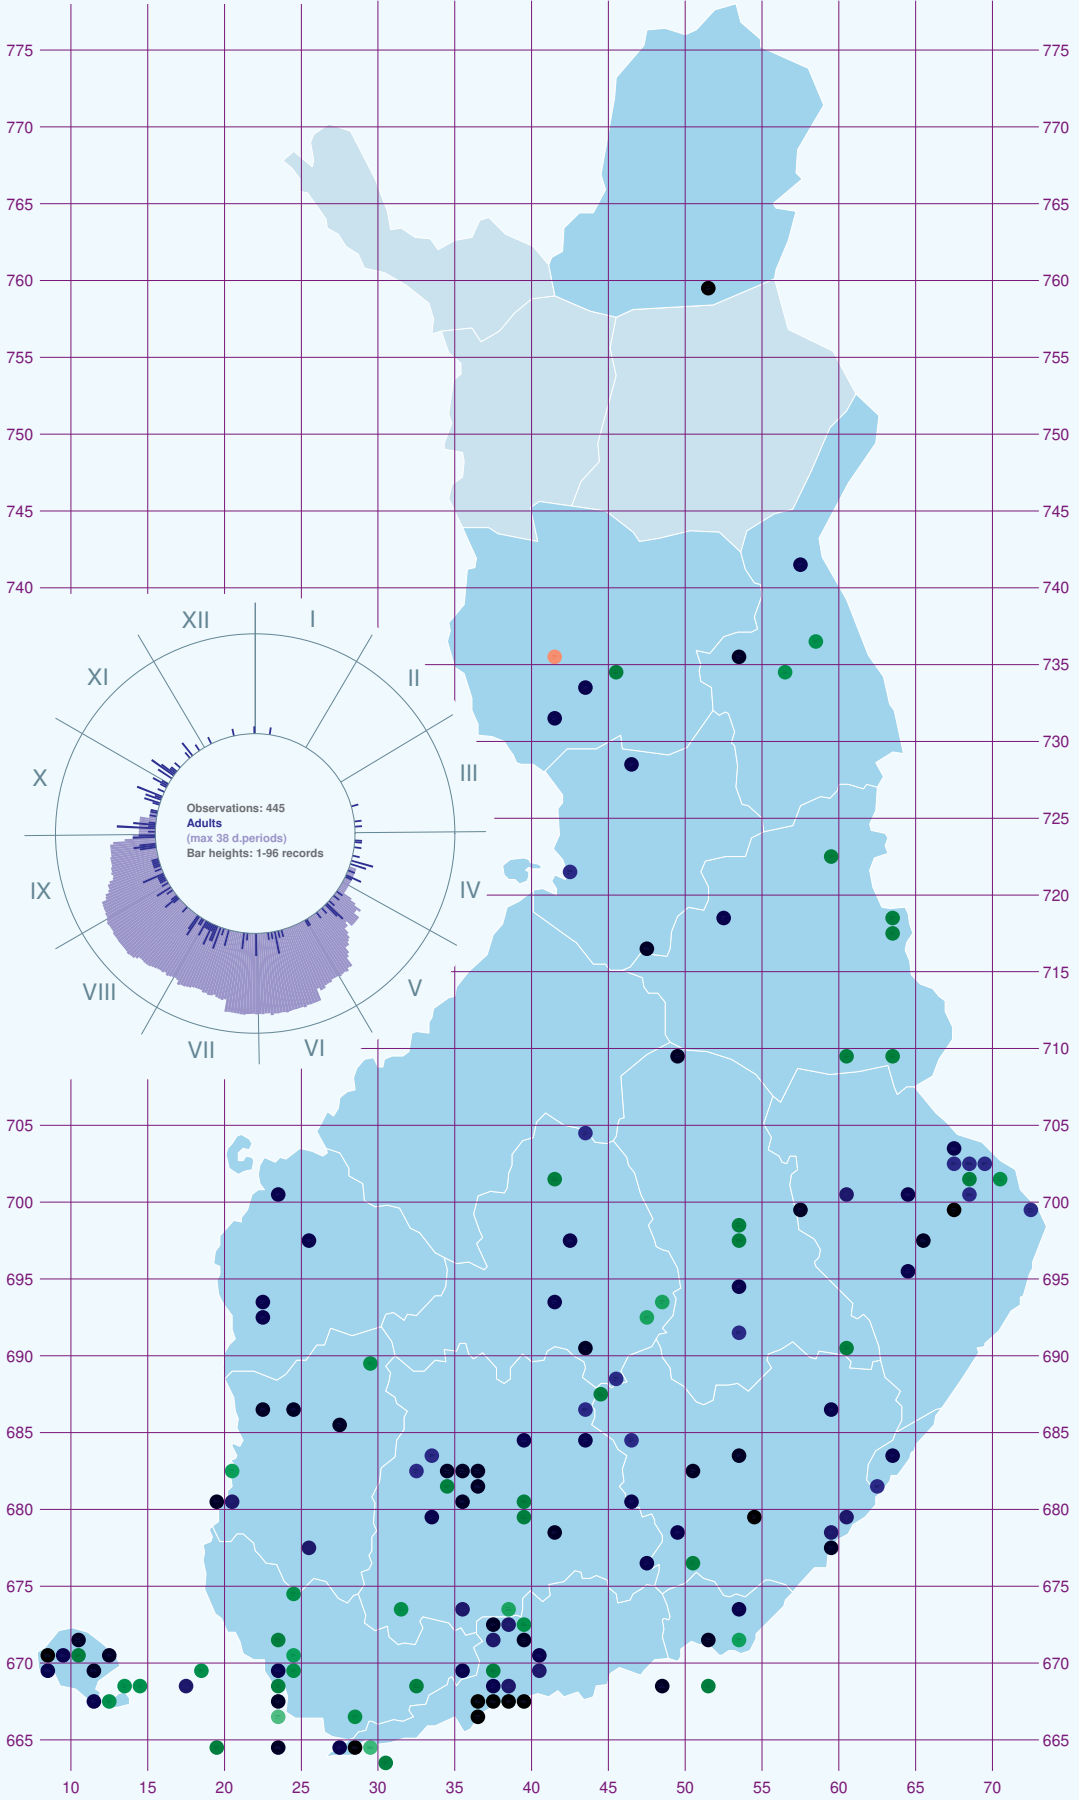 775 775
770 770
765 765
760 760
755 755
750 750
745 745
740 740
XII I
XI II
735 735
X III
730 730
Observations: 445
Adults
(max 38 d.periods)
Bar heights: 1-96 records
725 725
IX IV
720 720
VIII V
715 715
VII VI
710 710
705 705
700 700
695 695
690 690
685 685
680 680
675 675
670 670
665 665
10 15 20 25 30 35 40 45 50 55 60 65 70